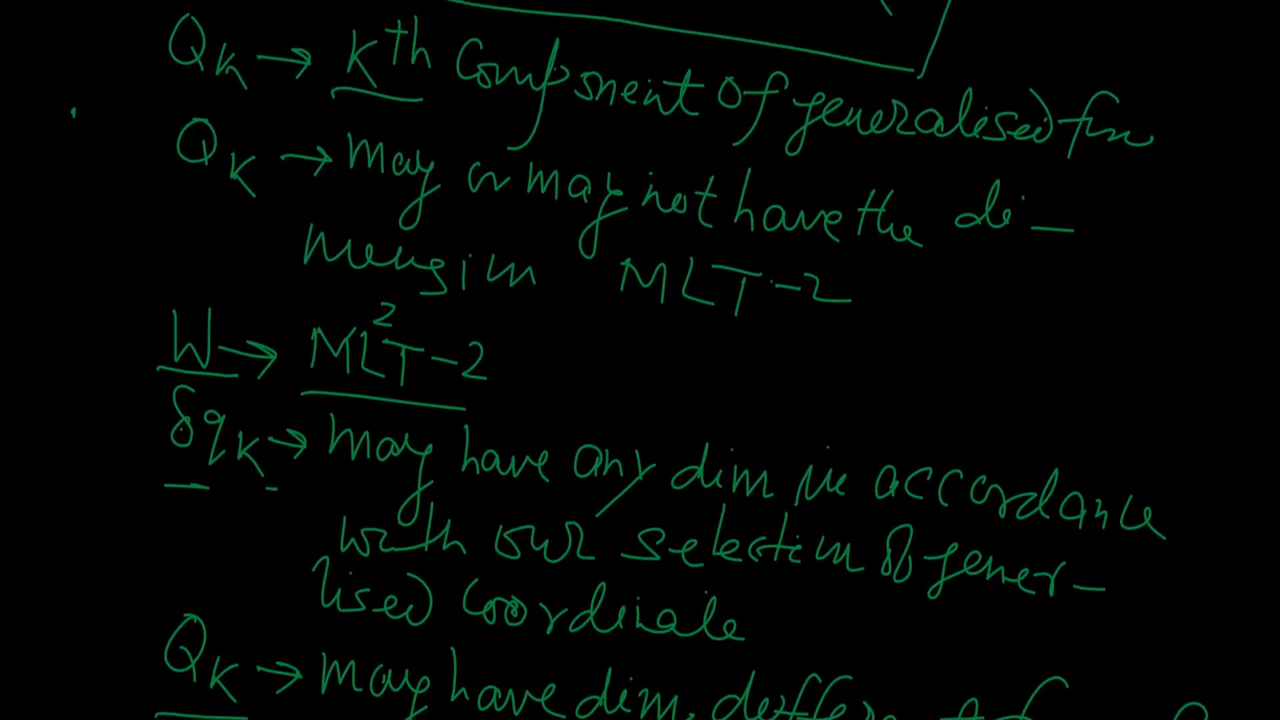 Qk → Kth Component of generalised fn
QK → may or may not have the di-
mension MLT-2
W → ML²T-2
δqK → may have any dim in accordance
with our selection of gener-
lised coordinate
QK → may have dim.